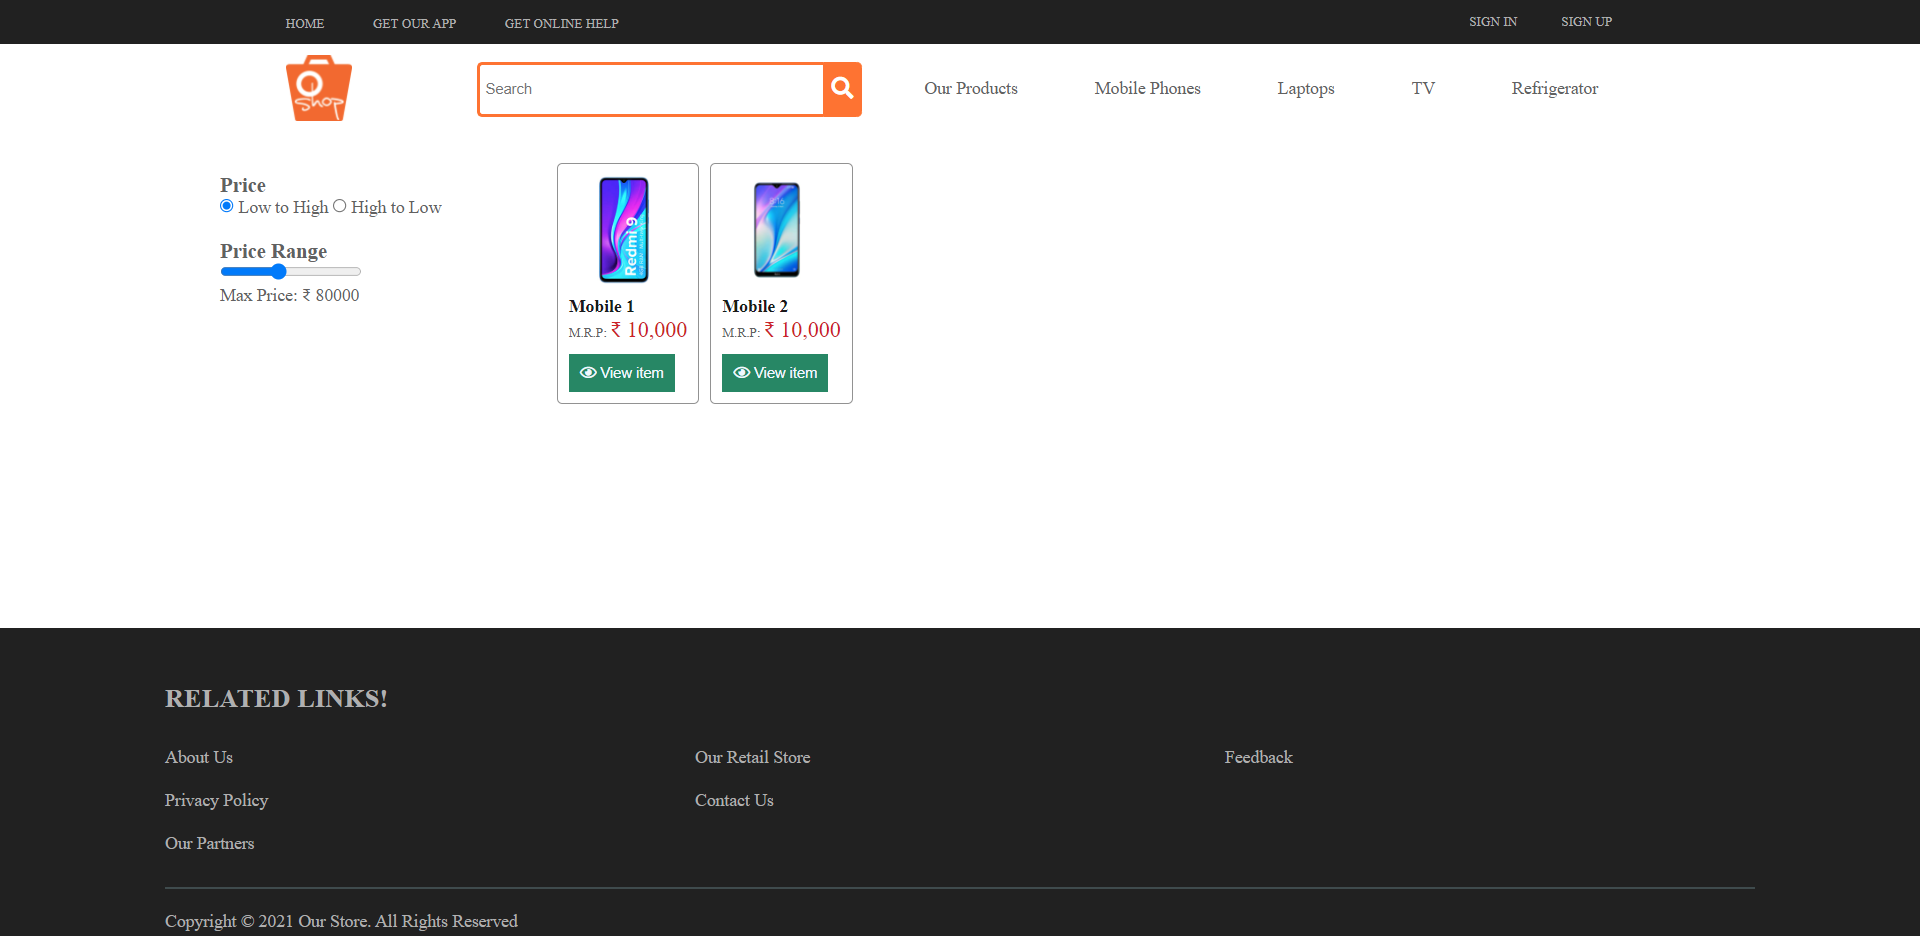 HOME GET OUR APP GET ONLINE HELP SIGN IN SIGN UP
Shop
Search
Our Products Mobile Phones Laptops TV Refrigerator
Price
Low to High High to Low
Price Range
Max Price: ₹ 80000
Redmi 9
Mobile 1
M.R.P: ₹ 10,000
View item
Mobile 2
M.R.P: ₹ 10,000
View item
RELATED LINKS!
About Us Our Retail Store Feedback
Privacy Policy Contact Us
Our Partners
Copyright © 2021 Our Store. All Rights Reserved